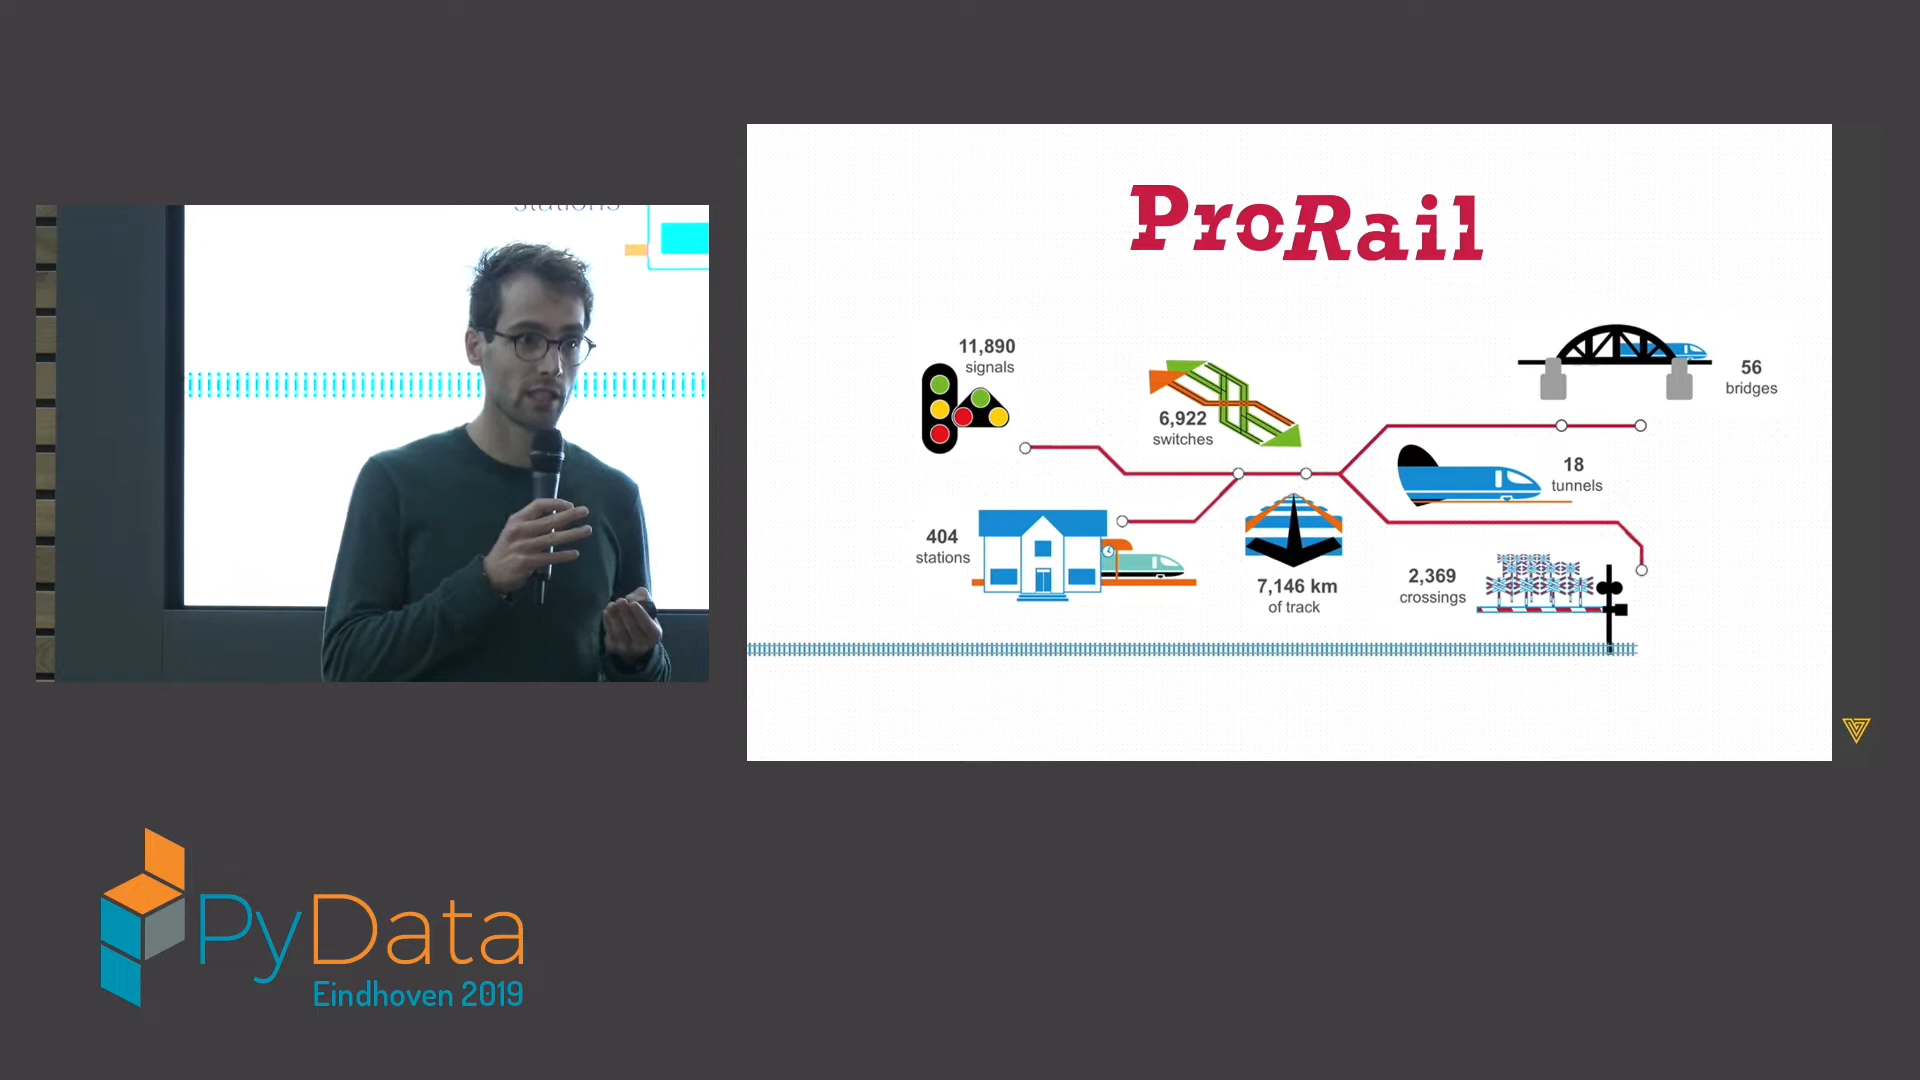 stations
ProRail
11,890
signals
6,922
switches
56
bridges
18
tunnels
404
stations
7,146 km
of track
2,369
crossings
PyData
Eindhoven 2019